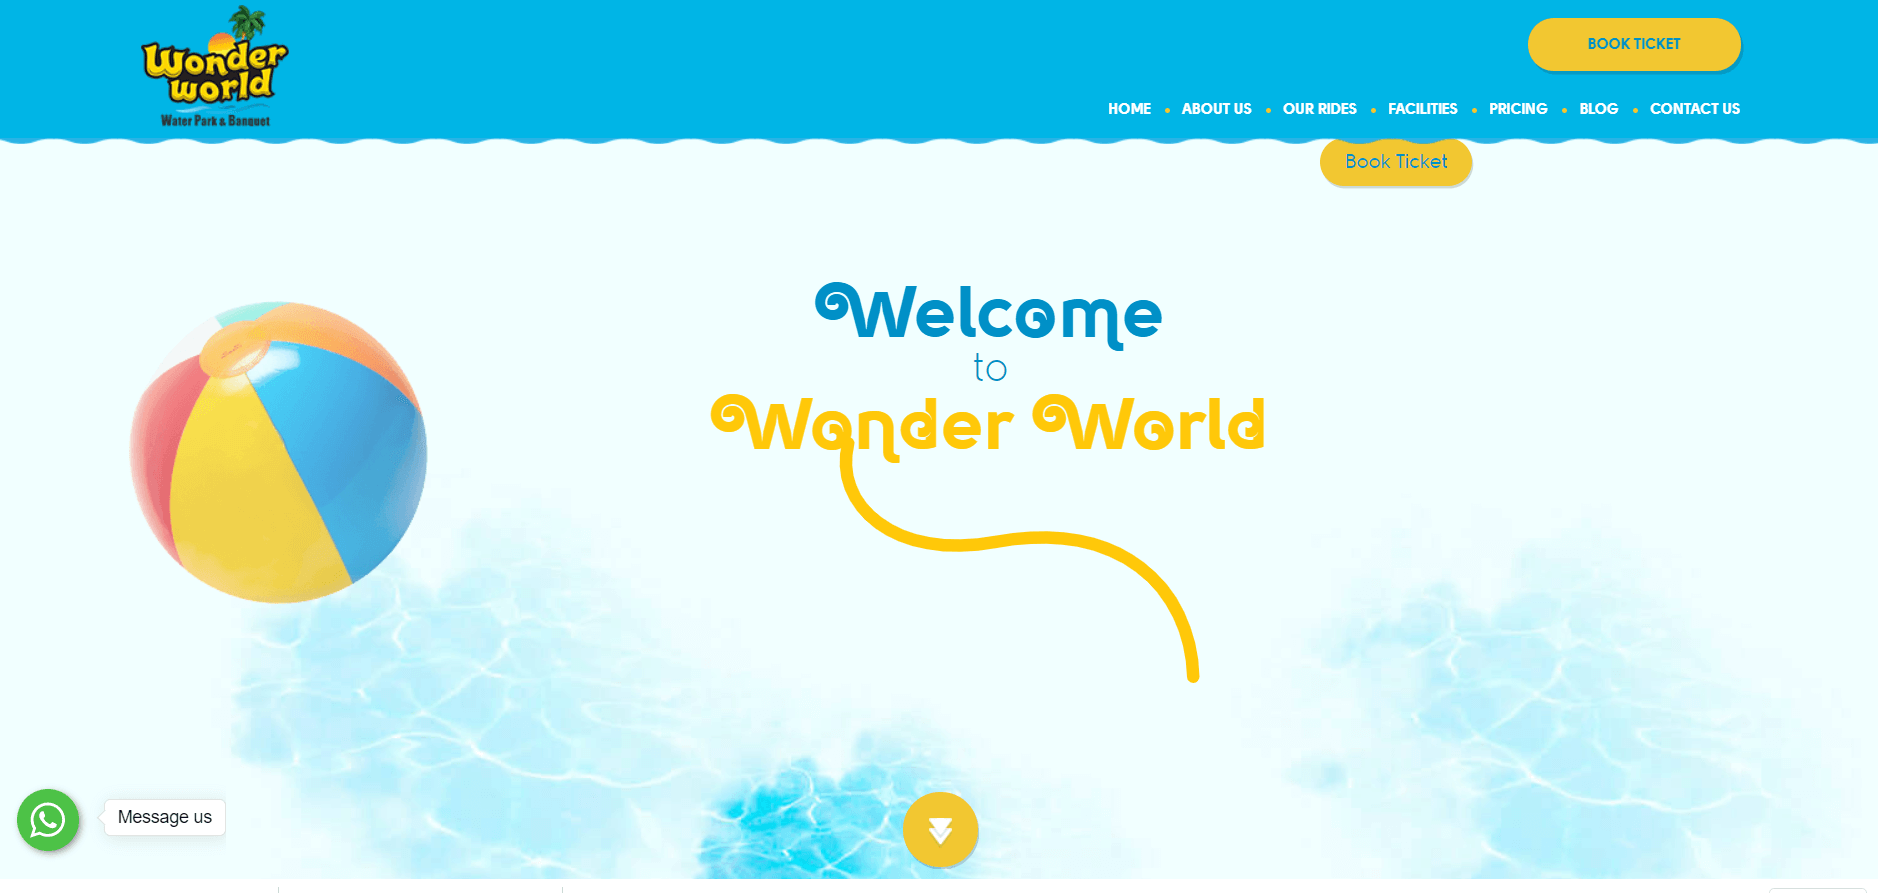 Wonder
world
Water Park & Banquet
BOOK TICKET
HOME • ABOUT US • OUR RIDES • FACILITIES • PRICING • BLOG • CONTACT US
Book Ticket
Welcome
to
Wonder World
Message us